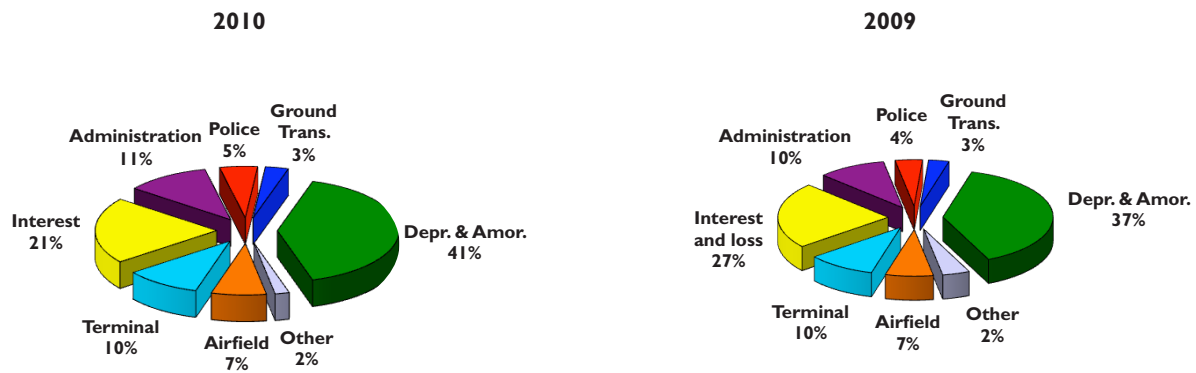 2010
Ground
Trans.
3%
Police
5%
Administration
11%
Interest
21%
Depr. & Amor.
41%
Terminal
10%
Airfield
7%
Other
2%
2009
Ground
Trans.
3%
Police
4%
Administration
10%
Depr. & Amor.
37%
Interest
and loss
27%
Terminal
10%
Airfield
7%
Other
2%